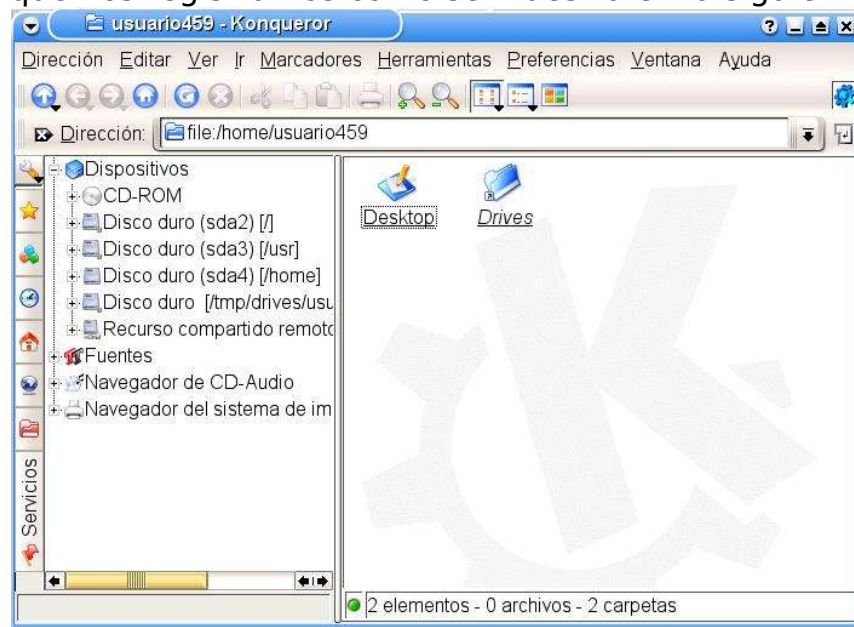 usuario459 - Konqueror
Dirección Editar Ver Ir Marcadores Herramientas Preferencias Ventana Ayuda
Dirección: file:/home/usuario459
Dispositivos
CD-ROM
Disco duro (sda2) [/]
Disco duro (sda3) [/usr]
Disco duro (sda4) [/home]
Disco duro [/tmp/drives/usu
Recurso compartido remoto
Fuentes
Navegador de CD-Audio
Navegador del sistema de im
Servicios
Desktop
Drives
2 elementos - 0 archivos - 2 carpetas